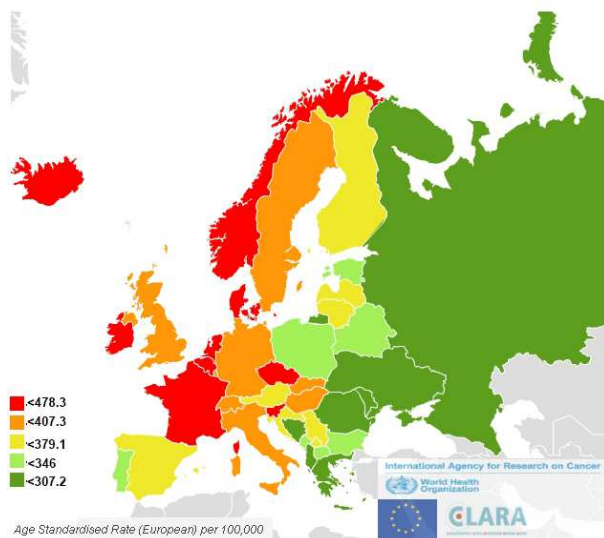 <478.3
<407.3
<379.1
<346
<307.2
International Agency for Research on Cancer
World Health
Organization
CLARA
Age Standardised Rate (European) per 100,000